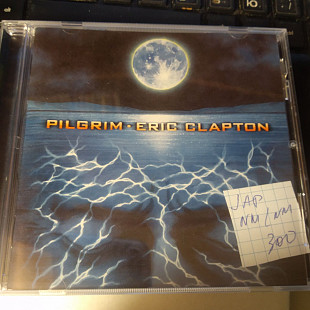 PILGRIM · ERIC CLAPTON
JAP
NM/NM
300